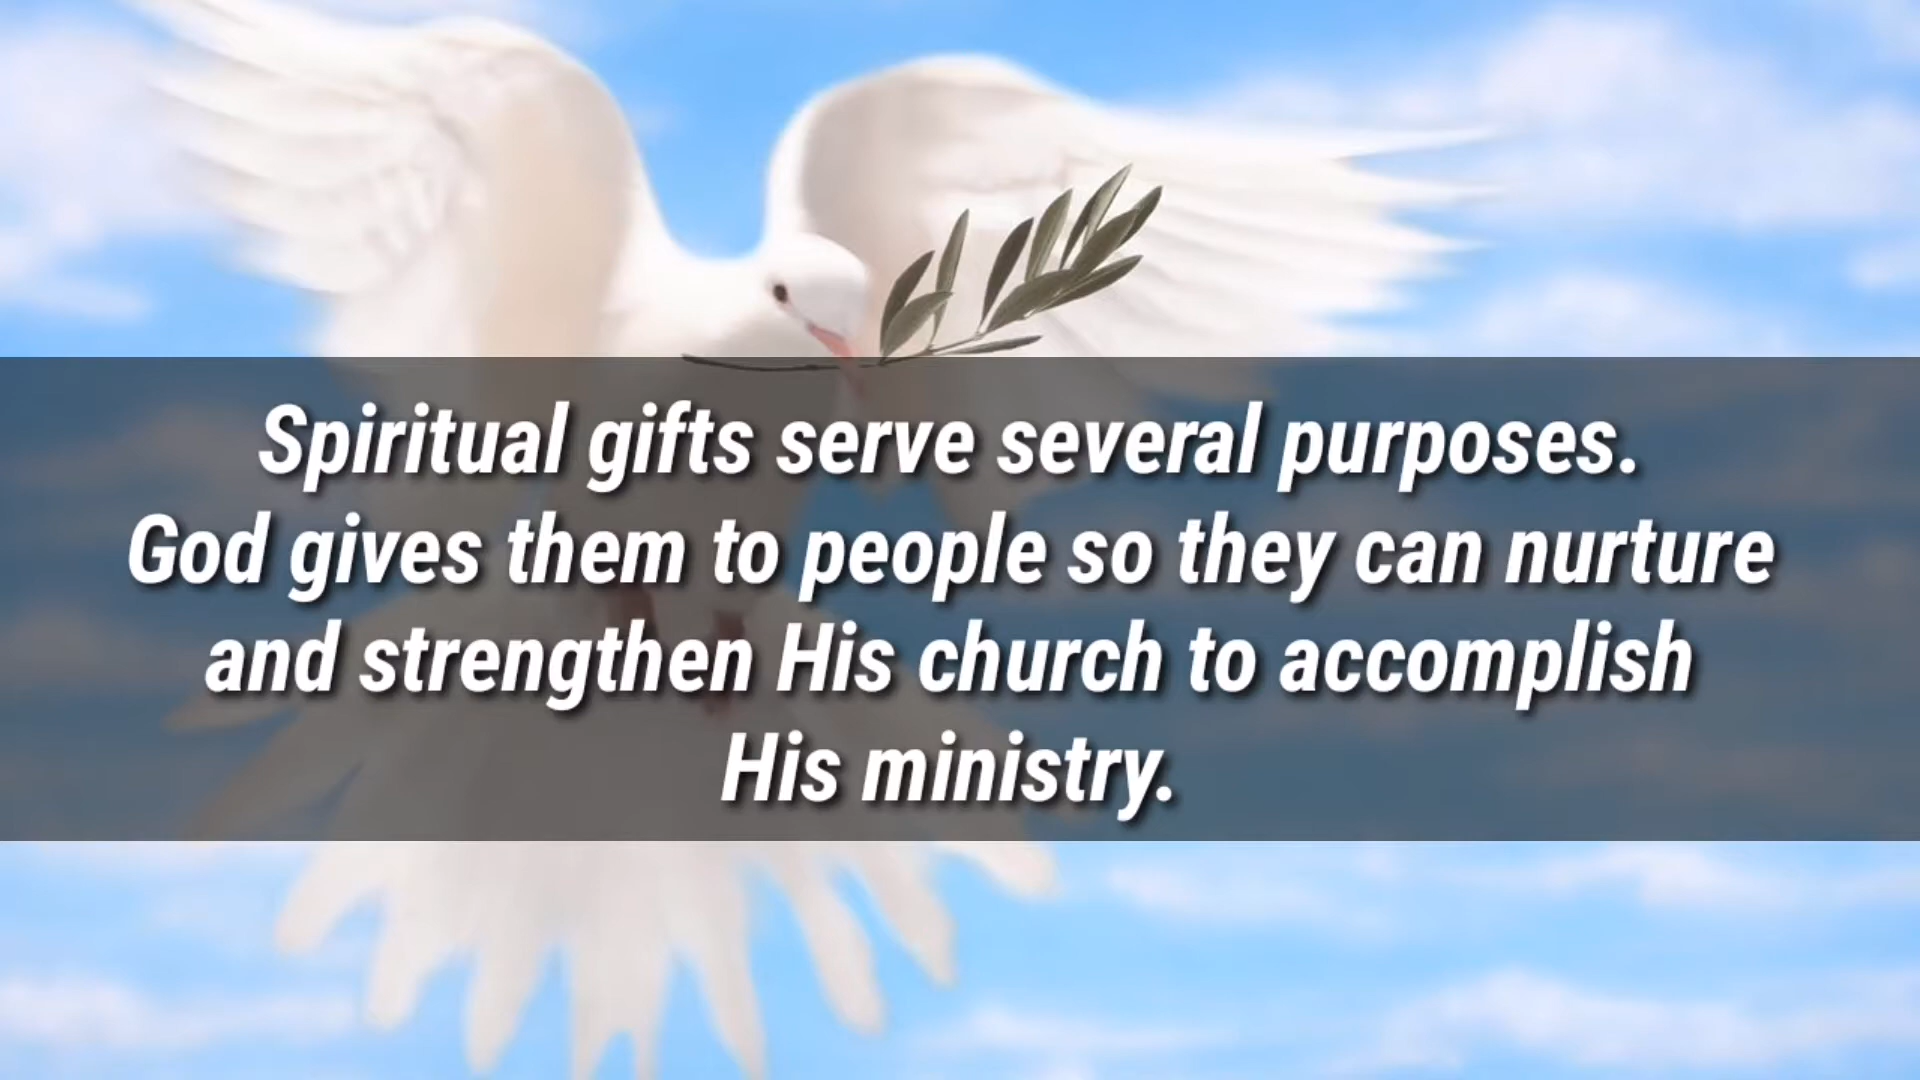 Spiritual gifts serve several purposes.
God gives them to people so they can nurture
and strengthen His church to accomplish
His ministry.